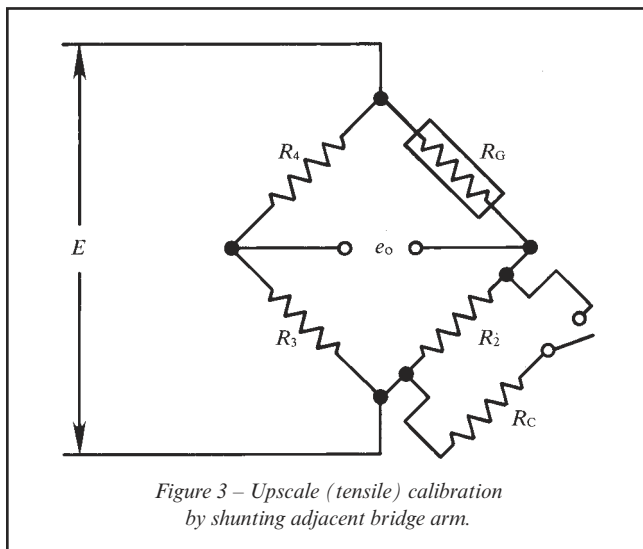 R4
RG
E
eo
R3
R2
RC
Figure 3 – Upscale (tensile) calibration
by shunting adjacent bridge arm.